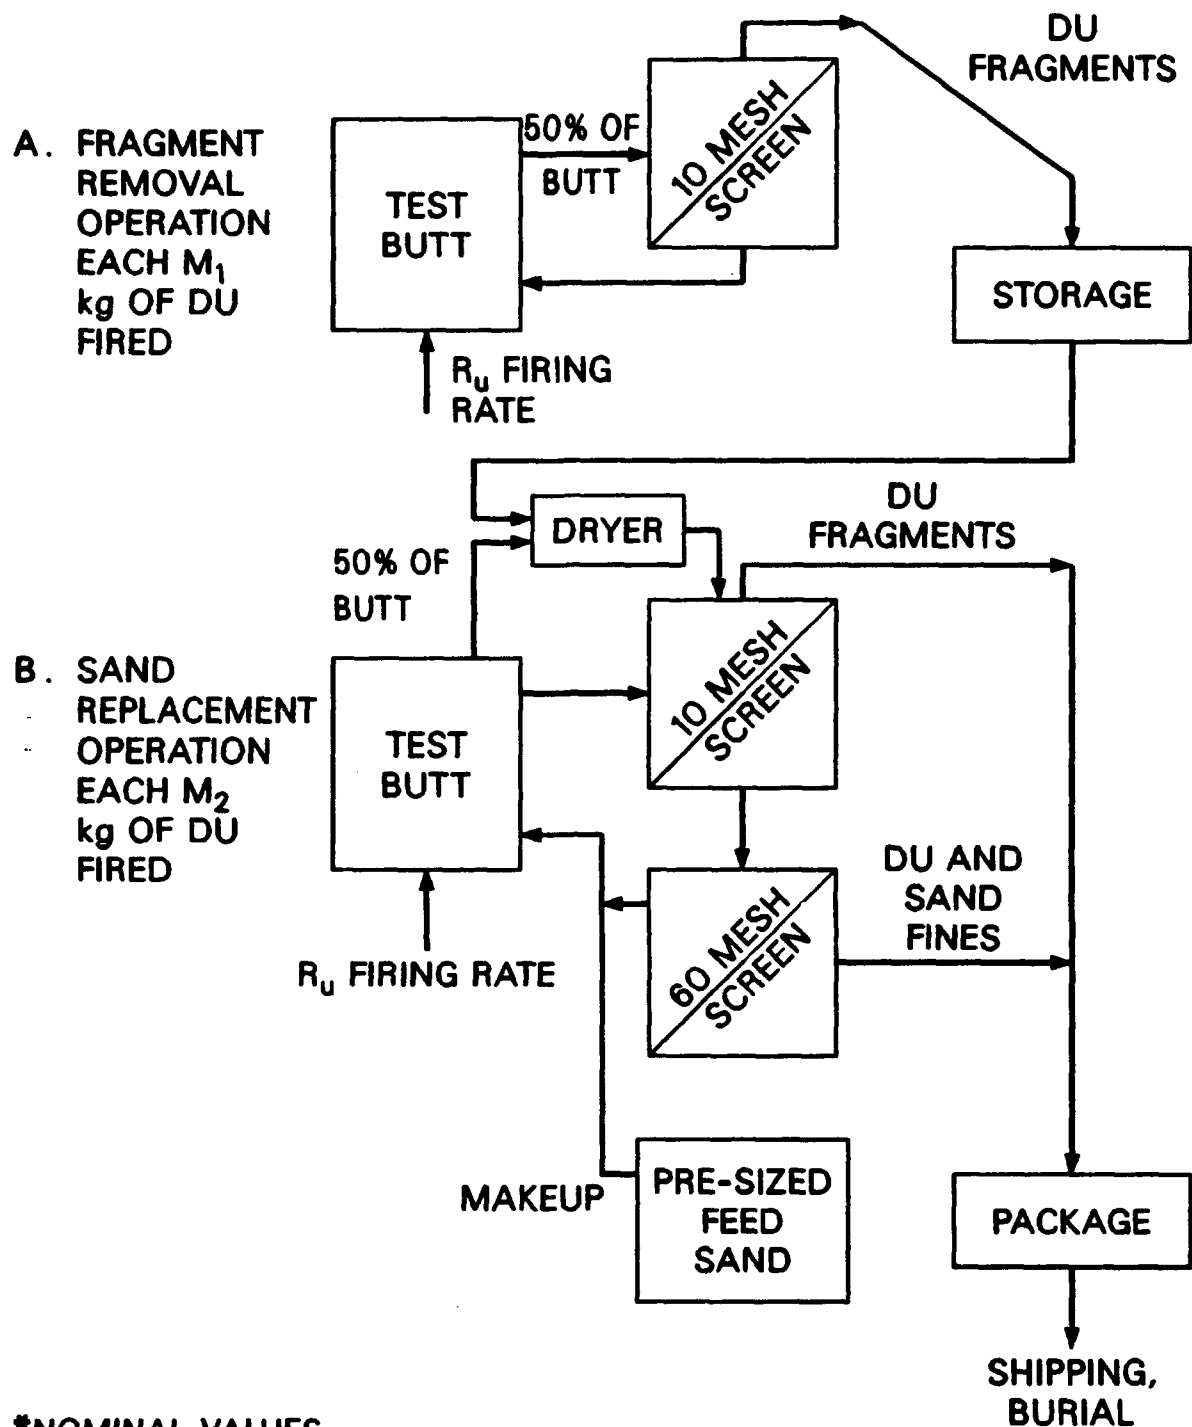 DU
FRAGMENTS
A. FRAGMENT
REMOVAL
OPERATION
EACH M₁
kg OF DU
FIRED
TEST
BUTT
50% OF
BUTT
10 MESH
SCREEN
STORAGE
Rᵤ FIRING
RATE
DRYER
DU
FRAGMENTS
50% OF
BUTT
B. SAND
REPLACEMENT
OPERATION
EACH M₂
kg OF DU
FIRED
TEST
BUTT
10 MESH
SCREEN
Rᵤ FIRING RATE
60 MESH
SCREEN
DU AND
SAND
FINES
MAKEUP
PRE-SIZED
FEED
SAND
PACKAGE
SHIPPING,
BURIAL
*NOMINAL VALUES